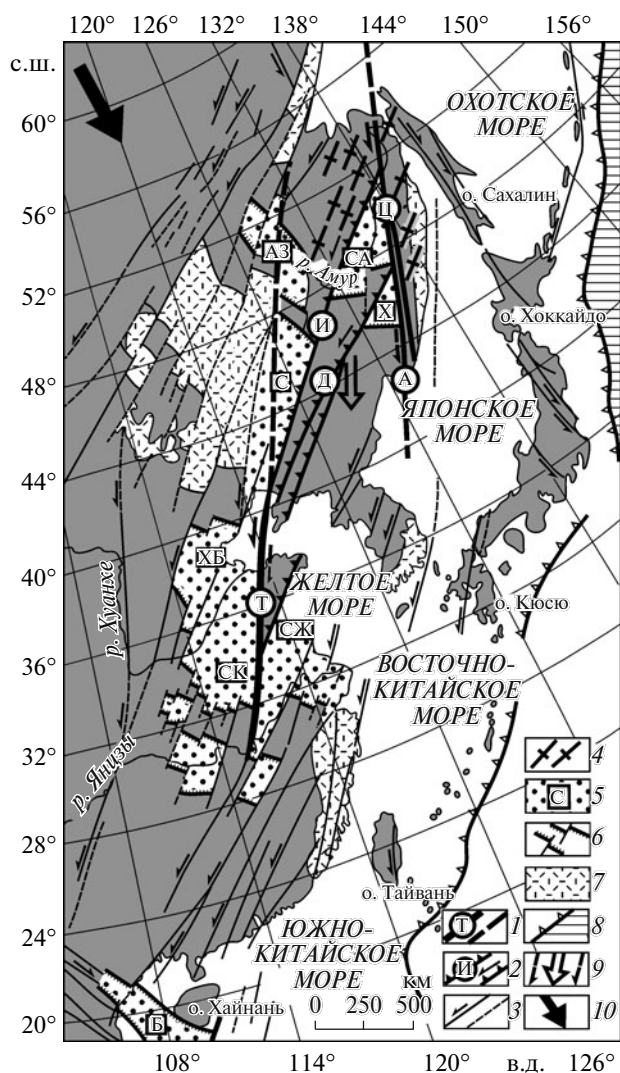 120° 126° 132° 138° 144° 150° 156°
с.ш.
60°
56°
52°
48°
44°
40°
36°
32°
28°
24°
20°
ОХОТСКОЕ
МОРЕ
о. Сахалин
Ц
АЗ
р. Амур
СА
Х
И
о. Хоккайдо
С
Д
А
ЯПОНСКОЕ
МОРЕ
ХБ
р. Хуанхе
ЖЕЛТОЕ
МОРЕ
Т
СЖ
о. Кюсю
СК
ВОСТОЧНО-
КИТАЙСКОЕ
МОРЕ
р. Янцзы
о. Тайвань
ЮЖНО-
КИТАЙСКОЕ
МОРЕ
о. Хайнань
Б
км
0 250 500
4
С 5
6
7
Т 1 8
И 2 9
3 10
108° 114° 120° в.д. 126°